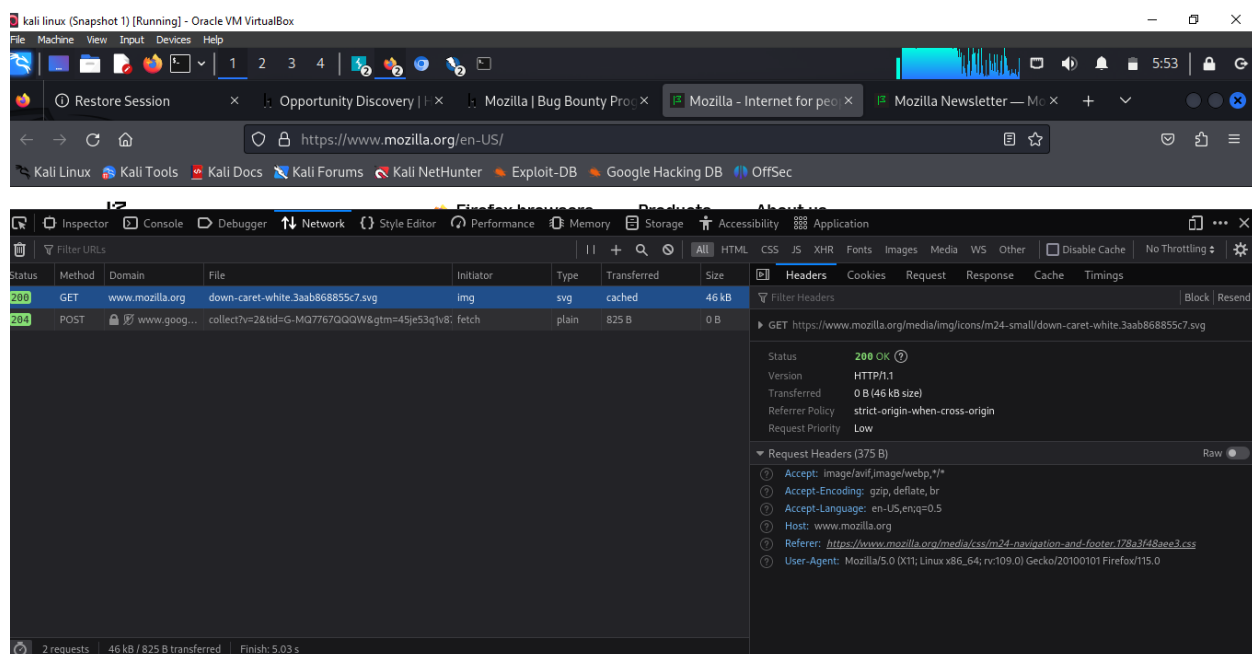 kali linux (Snapshot 1) [Running] - Oracle VM VirtualBox
File Machine View Input Devices Help
1 2 3 4 5:53
Restore Session × Opportunity Discovery | H × Mozilla | Bug Bounty Prog × Mozilla - Internet for peop × Mozilla Newsletter — Mo ×
https://www.mozilla.org/en-US/
Kali Linux Kali Tools Kali Docs Kali Forums Kali NetHunter Exploit-DB Google Hacking DB OffSec
Firefox browsers Products About us
Inspector Console Debugger Network Style Editor Performance Memory Storage Accessibility Application
Filter URLs All HTML CSS JS XHR Fonts Images Media WS Other Disable Cache No Throttling
Status Method Domain File Initiator Type Transferred Size Headers Cookies Request Response Cache Timings
200 GET www.mozilla.org down-caret-white.3aab868855c7.svg img svg cached 46 kB Filter Headers Block Resend
204 POST www.goog... collect?v=2&tid=G-MQ7767QQQW&gtm=45je53q1v87 fetch plain 825 B 0 B
GET https://www.mozilla.org/media/img/icons/m24-small/down-caret-white.3aab868855c7.svg
Status 200 OK
Version HTTP/1.1
Transferred 0 B (46 kB size)
Referrer Policy strict-origin-when-cross-origin
Request Priority Low
Request Headers (375 B) Raw
Accept: image/avif,image/webp,*/*
Accept-Encoding: gzip, deflate, br
Accept-Language: en-US,en;q=0.5
Host: www.mozilla.org
Referer: https://www.mozilla.org/media/css/m24-navigation-and-footer.178a3f48aee3.css
User-Agent: Mozilla/5.0 (X11; Linux x86_64; rv:109.0) Gecko/20100101 Firefox/115.0
2 requests 46 kB / 825 B transferred Finish: 5.03 s